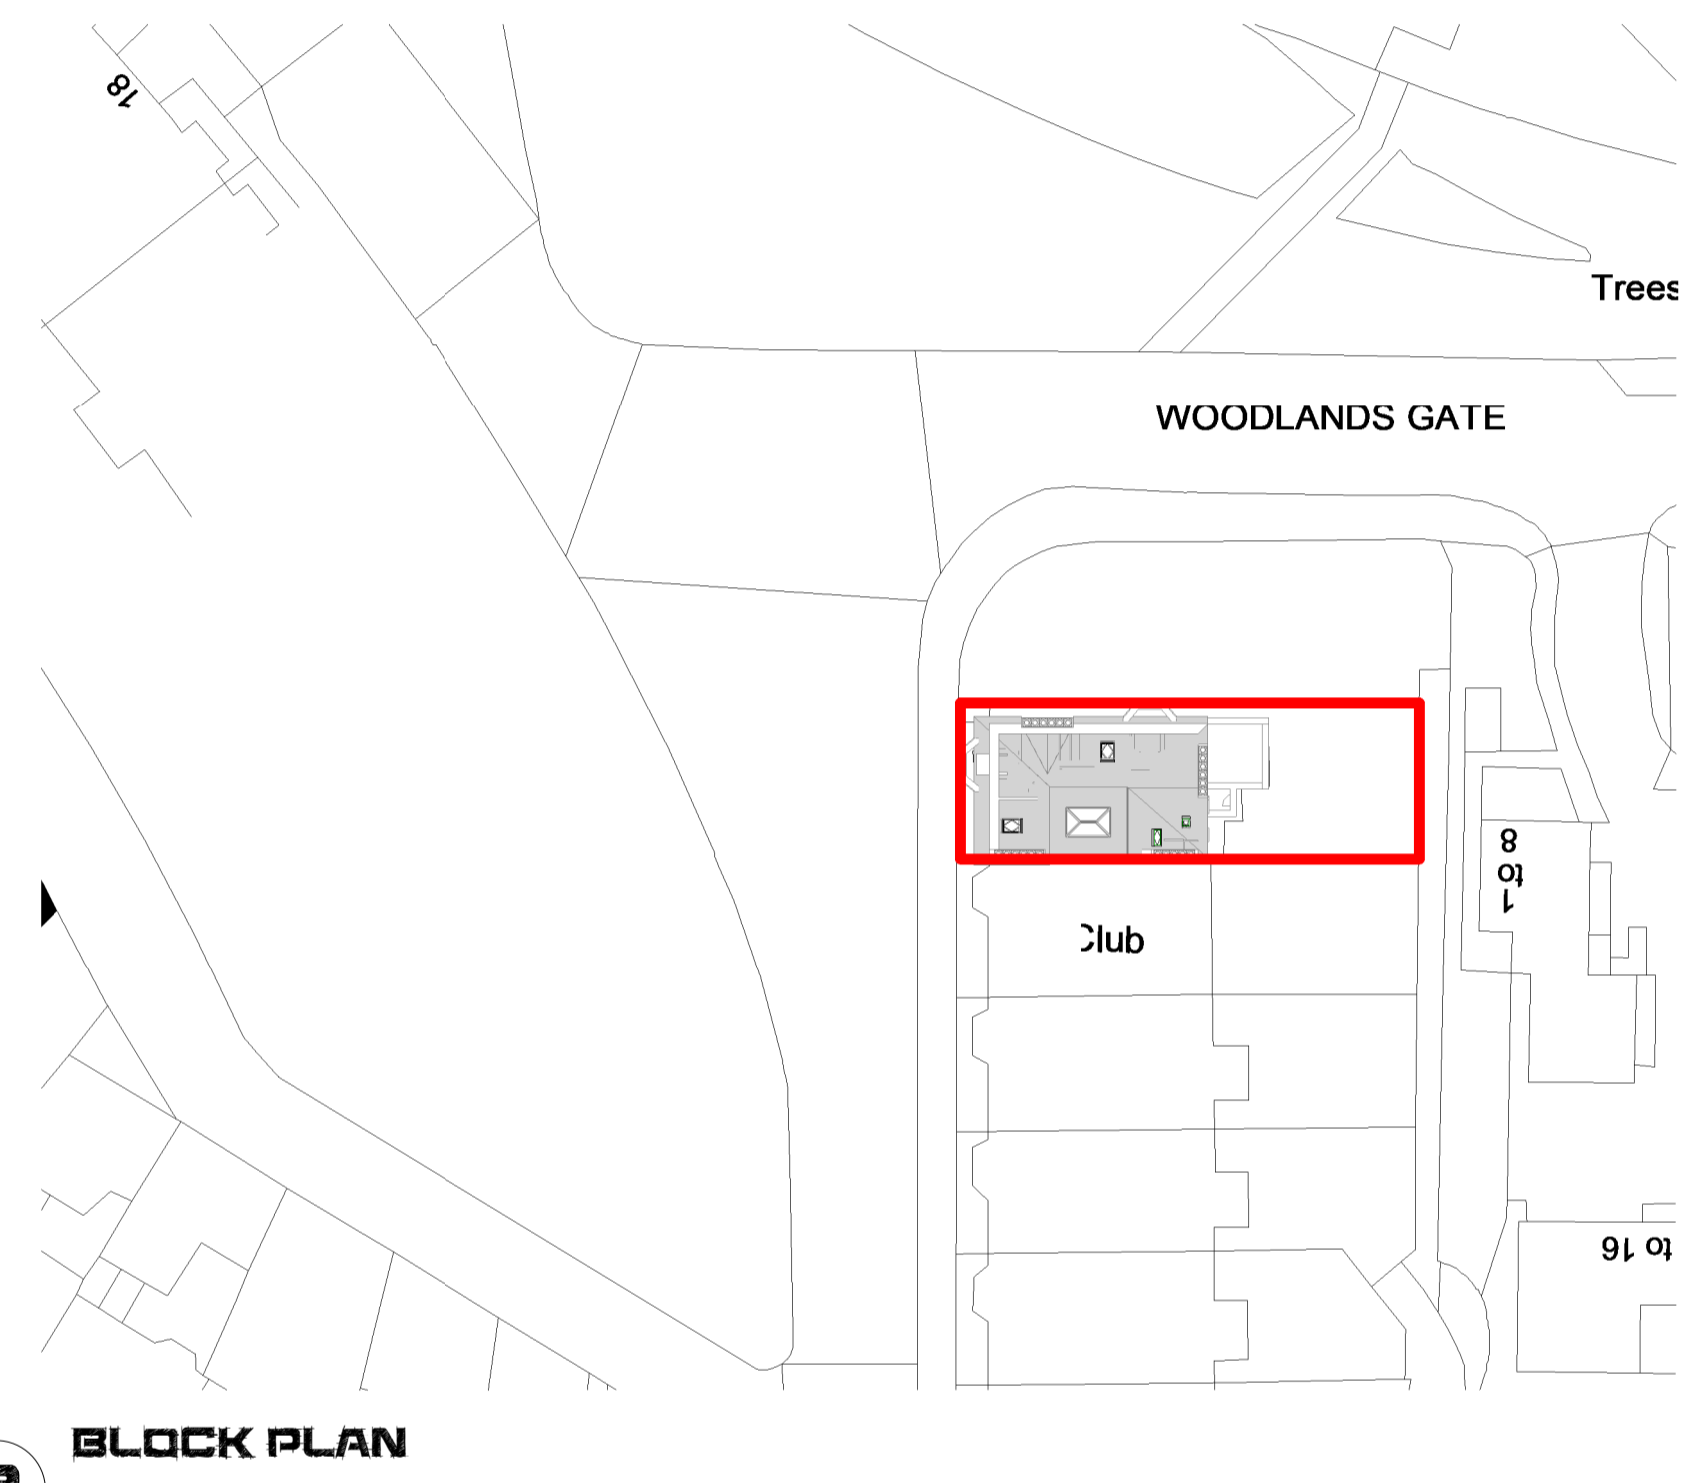 18
Trees
WOODLANDS GATE
1
to
8
Club
to 16
BLOCK PLAN